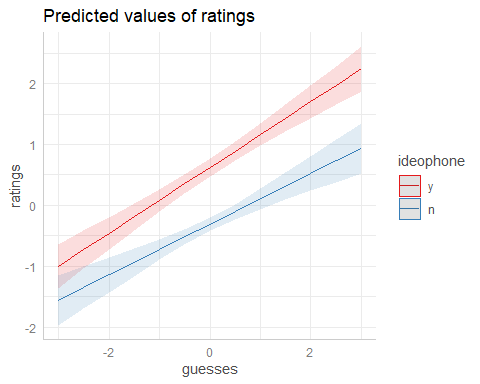 Predicted values of ratings
2
1
0
-1
-2
ratings
-2
0
2
guesses
ideophone
y
n